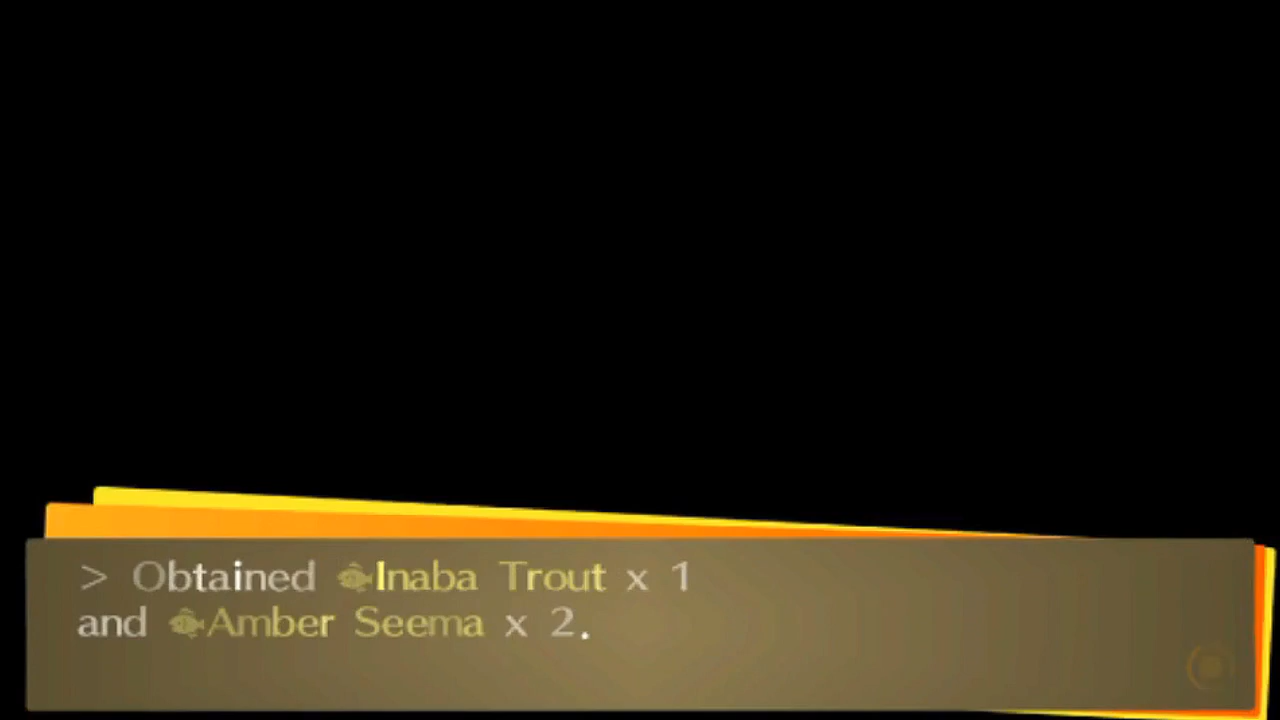 > Obtained Inaba Trout x 1
and Amber Seema x 2.